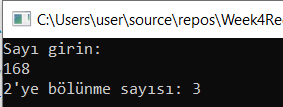 C:\Users\user\source\repos\Week4Re
Sayı girin:
168
2'ye bölünme sayısı: 3